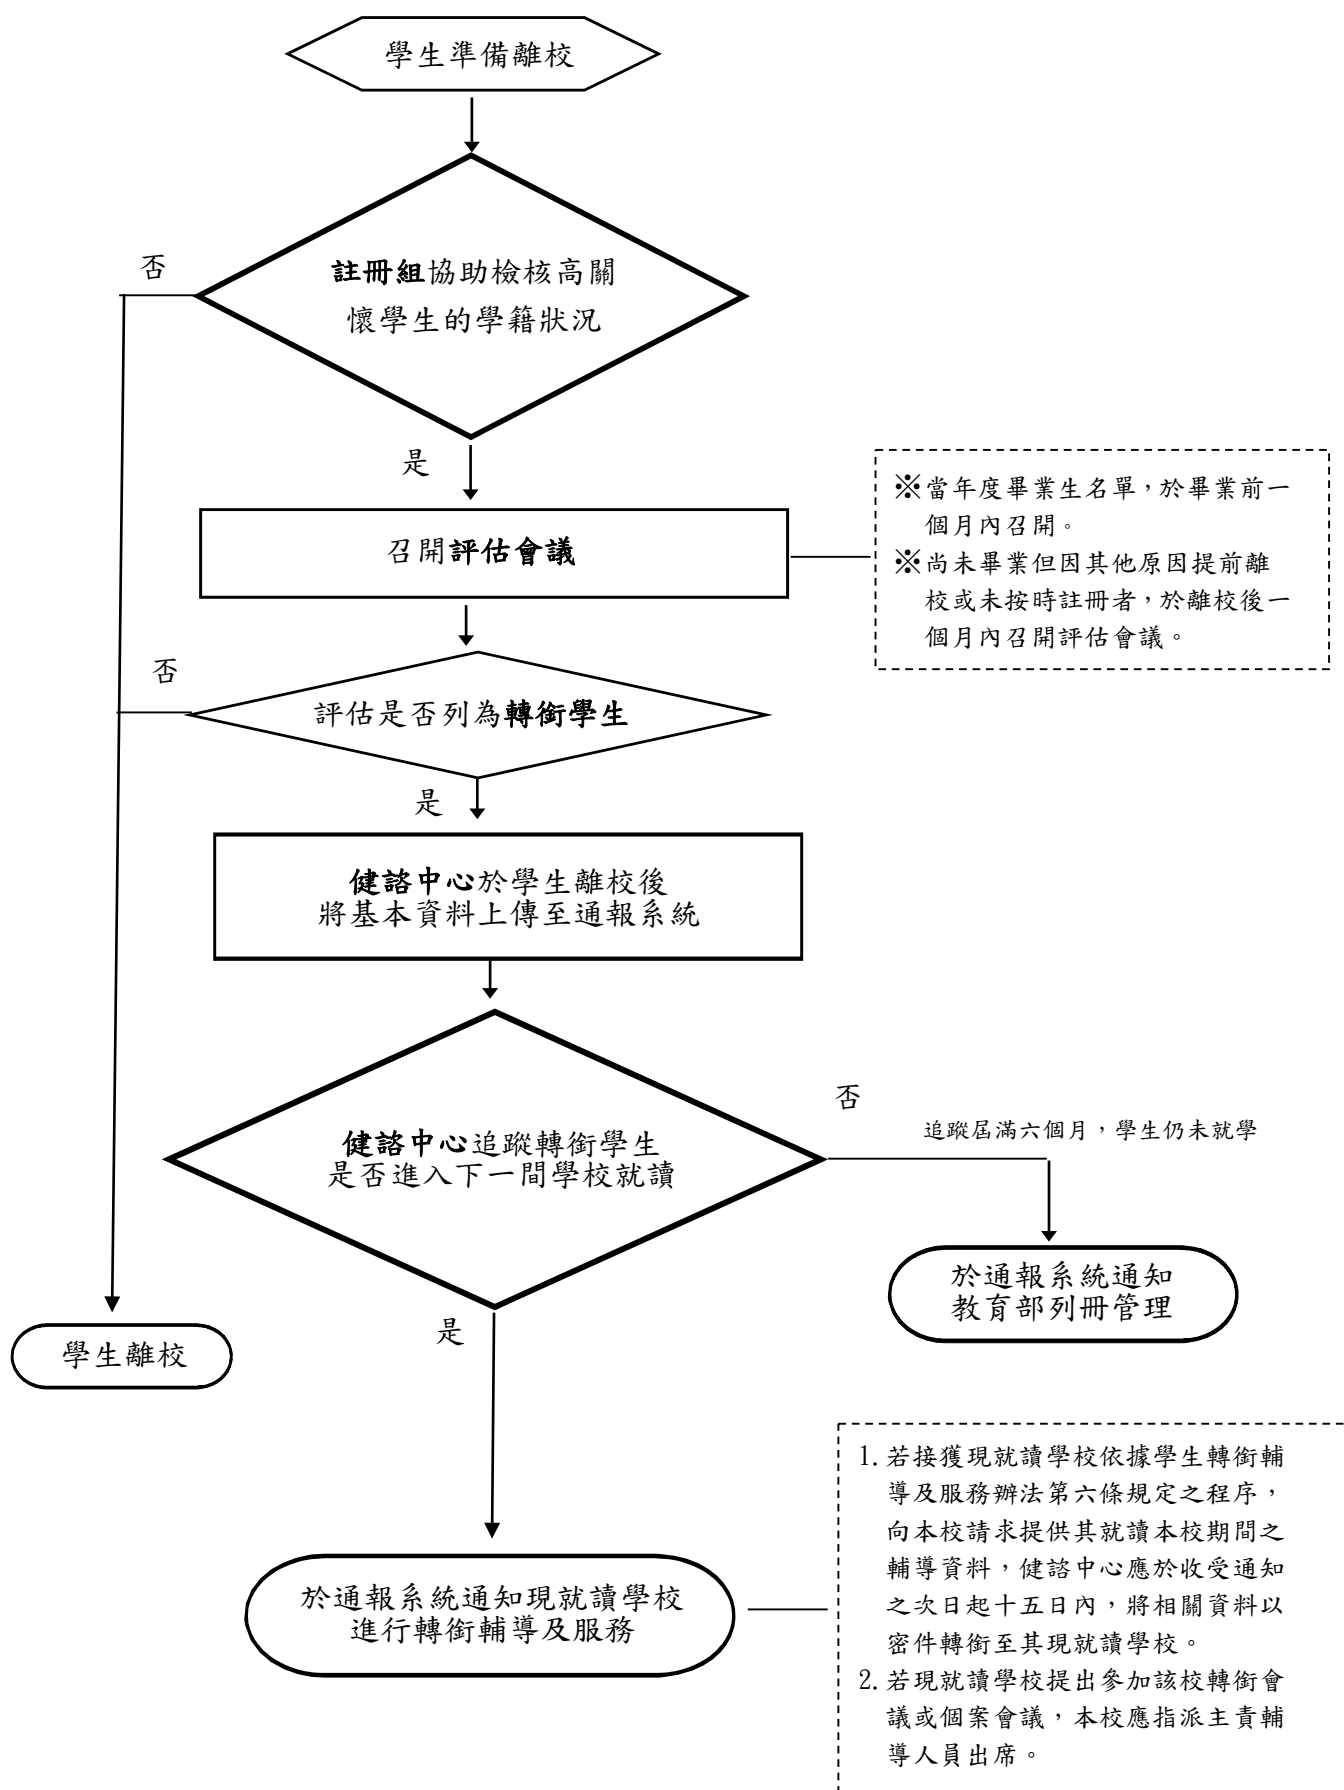 學生準備離校
否
註冊組協助檢核高關
懷學生的學籍狀況
是
召開評估會議
※當年度畢業生名單，於畢業前一
個月內召開。
※尚未畢業但因其他原因提前離
校或未按時註冊者，於離校後一
個月內召開評估會議。
否
評估是否列為轉銜學生
是
健諮中心於學生離校後
將基本資料上傳至通報系統
否
追蹤屆滿六個月，學生仍未就學
健諮中心追蹤轉銜學生
是否進入下一間學校就讀
於通報系統通知
教育部列冊管理
是
學生離校
1. 若接獲現就讀學校依據學生轉銜輔
導及服務辦法第六條規定之程序，
向本校請求提供其就讀本校期間之
輔導資料，健諮中心應於收受通知
之次日起十五日內，將相關資料以
密件轉銜至其現就讀學校。
2. 若現就讀學校提出參加該校轉銜會
議或個案會議，本校應指派主責輔
導人員出席。
於通報系統通知現就讀學校
進行轉銜輔導及服務